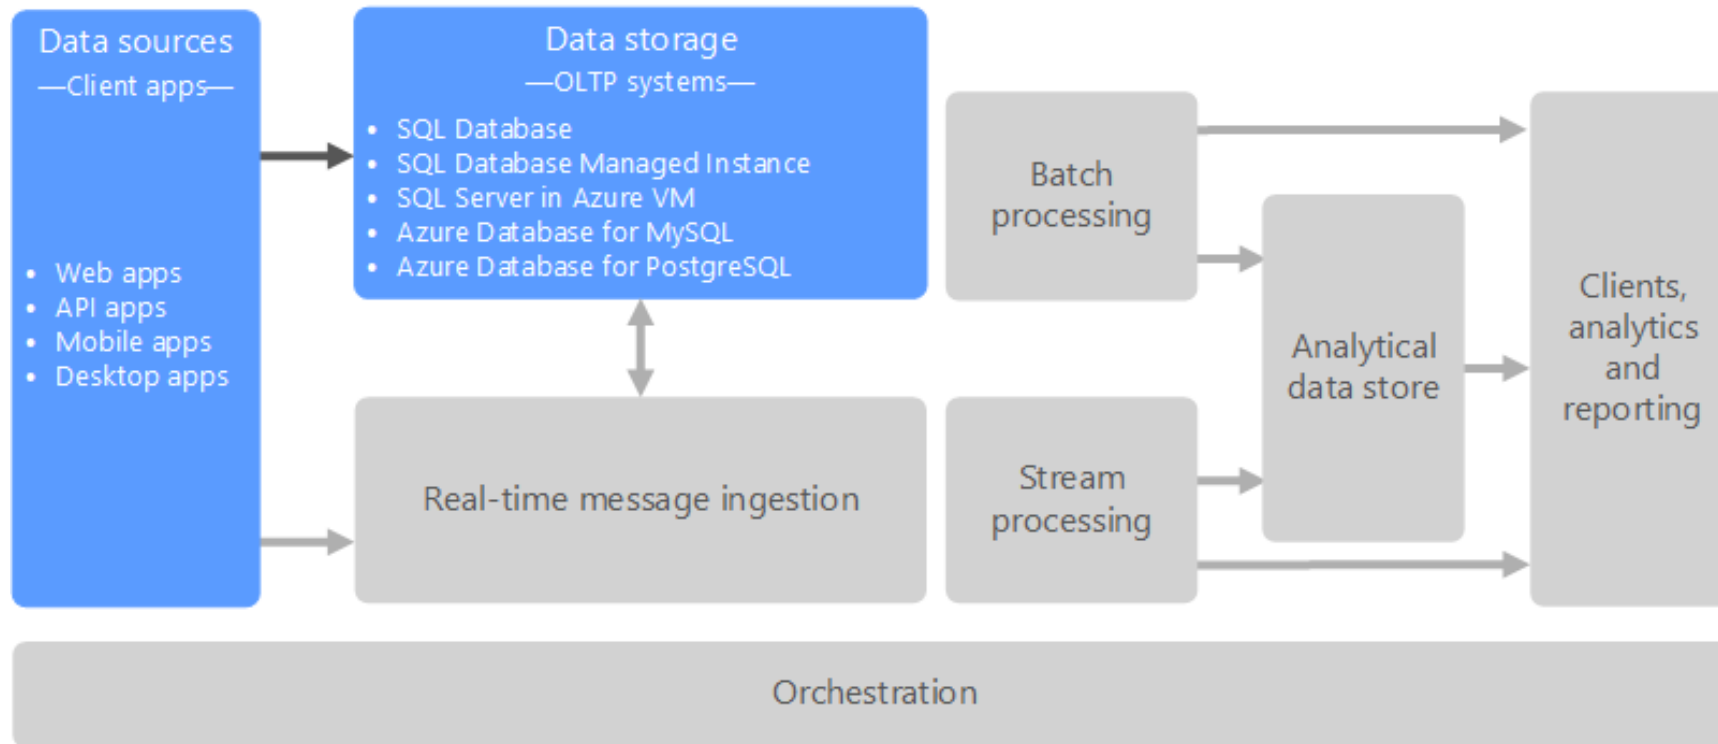 Data sources
—Client apps—
• Web apps
• API apps
• Mobile apps
• Desktop apps
Data storage
—OLTP systems—
• SQL Database
• SQL Database Managed Instance
• SQL Server in Azure VM
• Azure Database for MySQL
• Azure Database for PostgreSQL
Real-time message ingestion
Batch
processing
Stream
processing
Analytical
data store
Clients,
analytics
and
reporting
Orchestration